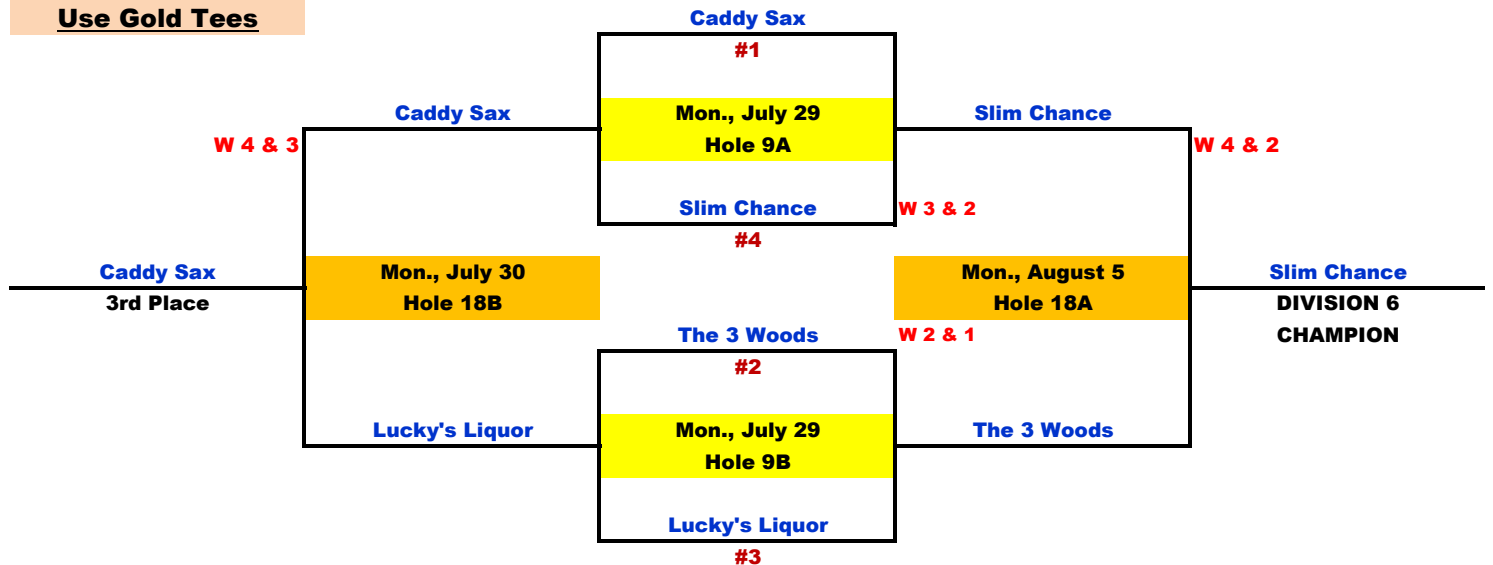 Use Gold Tees
Caddy Sax
#1
Caddy Sax
Mon., July 29
Slim Chance
W 4 & 3
Hole 9A
W 4 & 2
Slim Chance
W 3 & 2
#4
Caddy Sax
Mon., July 30
Mon., August 5
Slim Chance
3rd Place
Hole 18B
Hole 18A
DIVISION 6
The 3 Woods
W 2 & 1
CHAMPION
#2
Lucky's Liquor
Mon., July 29
The 3 Woods
Hole 9B
Lucky's Liquor
#3